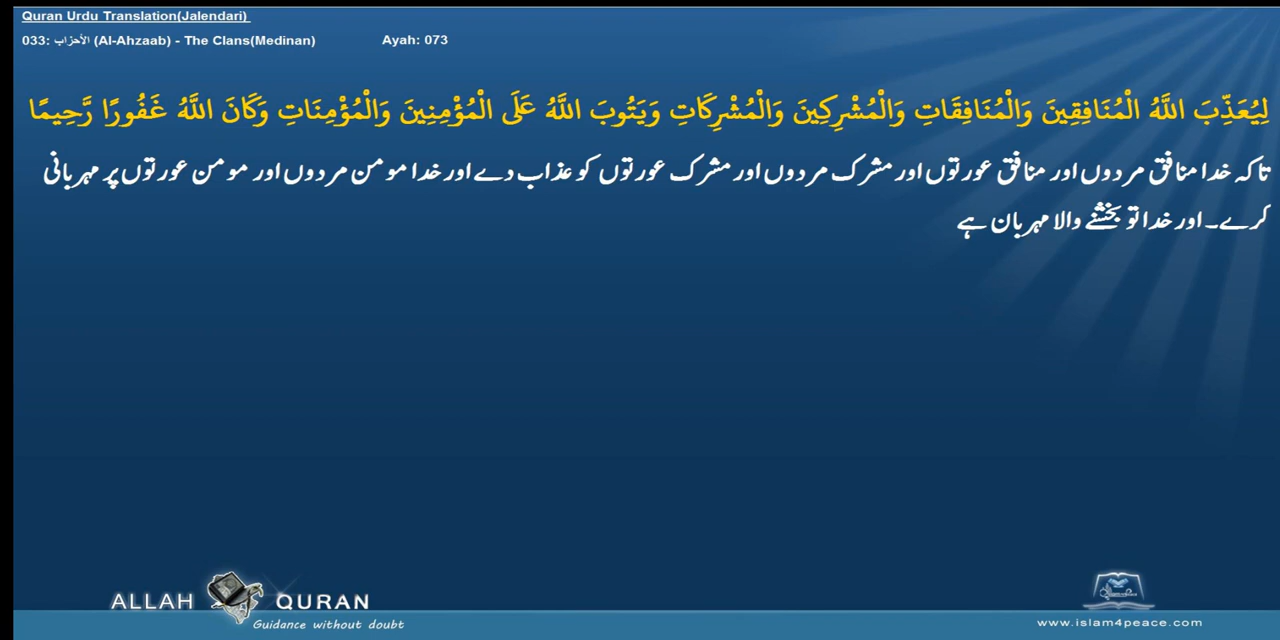 Quran Urdu Translation(Jalendari)
033: الأحزاب (Al-Ahzaab) - The Clans(Medinan) Ayah: 073
لِيُعَذِّبَ اللَّهُ الْمُنَافِقِينَ وَالْمُنَافِقَاتِ وَالْمُشْرِكِينَ وَالْمُشْرِكَاتِ وَيَتُوبَ اللَّهُ عَلَى الْمُؤْمِنِينَ وَالْمُؤْمِنَاتِ وَكَانَ اللَّهُ غَفُورًا رَّحِيمًا
تاکہ خدا منافق مردوں اور منافق عورتوں اور مشرک مردوں اور مشرک عورتوں کو عذاب دے اور خدا مومن مردوں اور مومن عورتوں پر مہربانی
کرے۔ اور خدا تو بخشنے والا مہربان ہے
ALLAH QURAN
Guidance without doubt
www.islam4peace.com